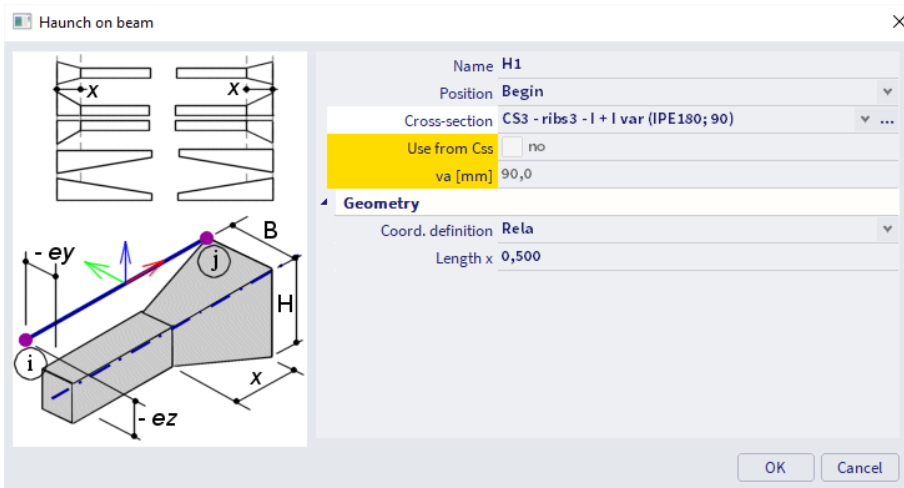 Haunch on beam
x
x
- ey
B
j
H
i
x
- ez
Name H1
Position Begin
Cross-section CS3 - ribs3 - I + I var (IPE180; 90) ...
Use from Css no
va [mm] 90,0
Geometry
Coord. definition Rela
Length x 0,500
OK Cancel